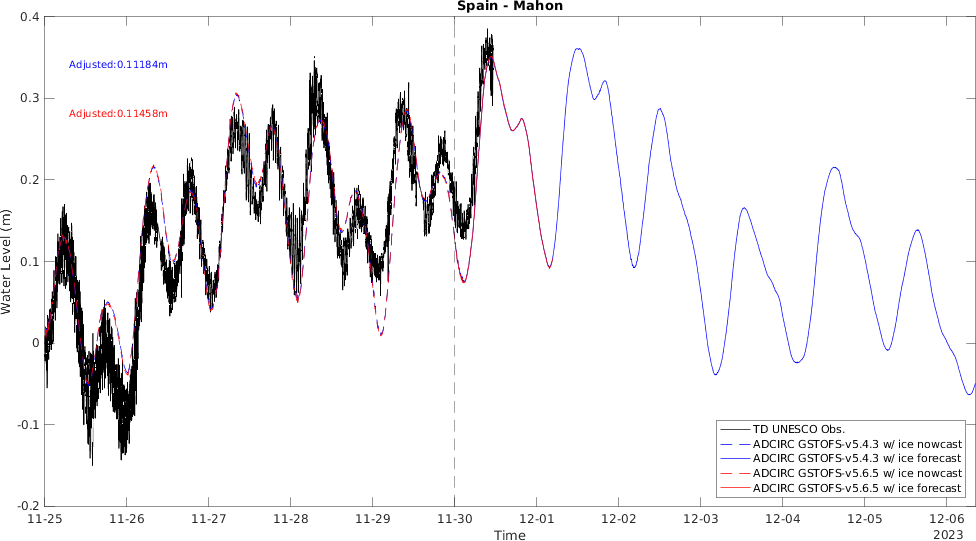 Spain - Mahon
Adjusted:0.11184m
Adjusted:0.11458m
Water Level (m)
0.4
0.3
0.2
0.1
0
-0.1
-0.2
11-25 11-26 11-27 11-28 11-29 11-30 12-01 12-02 12-03 12-04 12-05 12-06
Time
2023
TD UNESCO Obs.
ADCIRC GSTOFS-v5.4.3 w/ ice nowcast
ADCIRC GSTOFS-v5.4.3 w/ ice forecast
ADCIRC GSTOFS-v5.6.5 w/ ice nowcast
ADCIRC GSTOFS-v5.6.5 w/ ice forecast